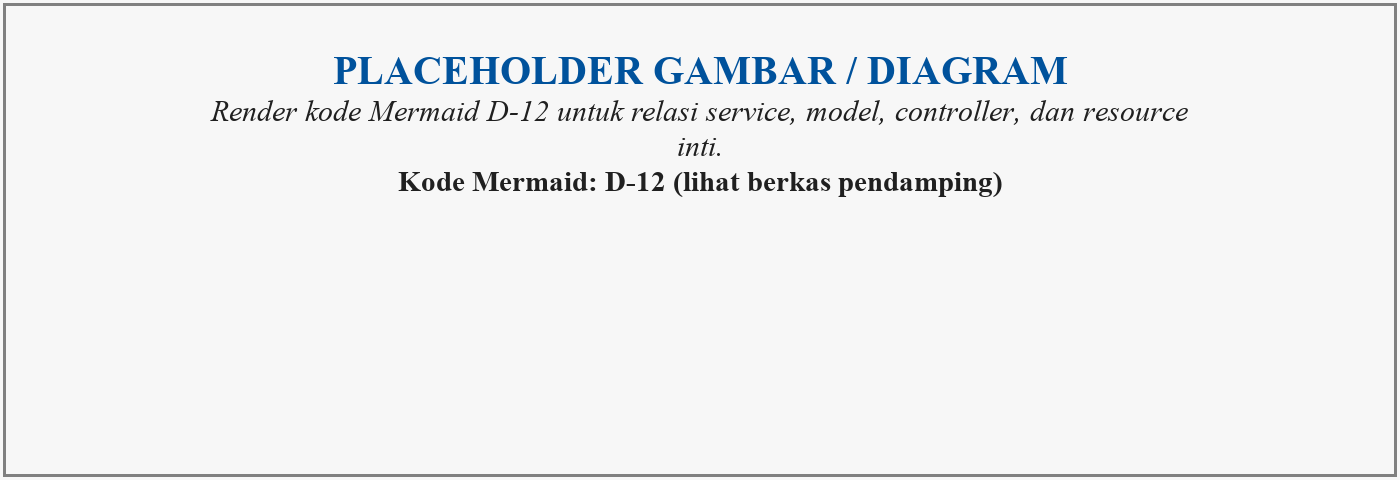 PLACEHOLDER GAMBAR / DIAGRAM
Render kode Mermaid D-12 untuk relasi service, model, controller, dan resource
inti.
Kode Mermaid: D-12 (lihat berkas pendamping)